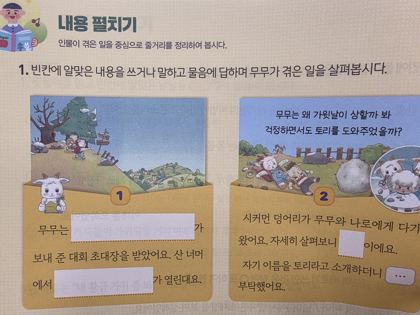 내용 펼치기
인물이 겪은 일을 중심으로 줄거리를 정리하여 봅시다.
1. 빈칸에 알맞은 내용을 쓰거나 말하고 물음에 답하며 무무가 겪은 일을 살펴봅시다.
1
무무는 가
보내 준 대회 초대장을 받았어요. 산 너머
에서 가 열린대요.
무무는 왜 가윗날이 상할까 봐
걱정하면서도 토리를 도와주었을까?
2
시커먼 덩어리가 무무와 나로에게 다가
왔어요. 자세히 살펴보니 이에요.
자기 이름을 토리라고 소개하더니 ...
부탁했어요.